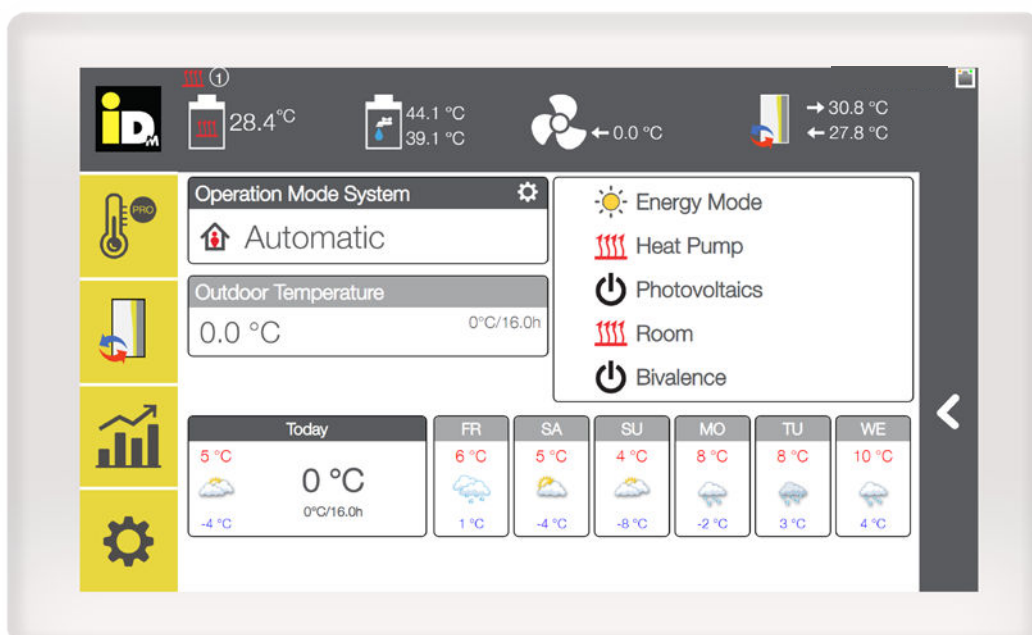 iDM
1
28.4°C
44.1 °C
39.1 °C
0.0 °C
30.8 °C
27.8 °C
PRO
Operation Mode System
Automatic
Outdoor Temperature
0.0 °C
0°C/16.0h
Energy Mode
Heat Pump
Photovoltaics
Room
Bivalence
Today
5 °C
0 °C
0°C/16.0h
-4 °C
FR
6 °C
1 °C
SA
5 °C
-4 °C
SU
4 °C
-8 °C
MO
8 °C
-2 °C
TU
8 °C
3 °C
WE
10 °C
4 °C